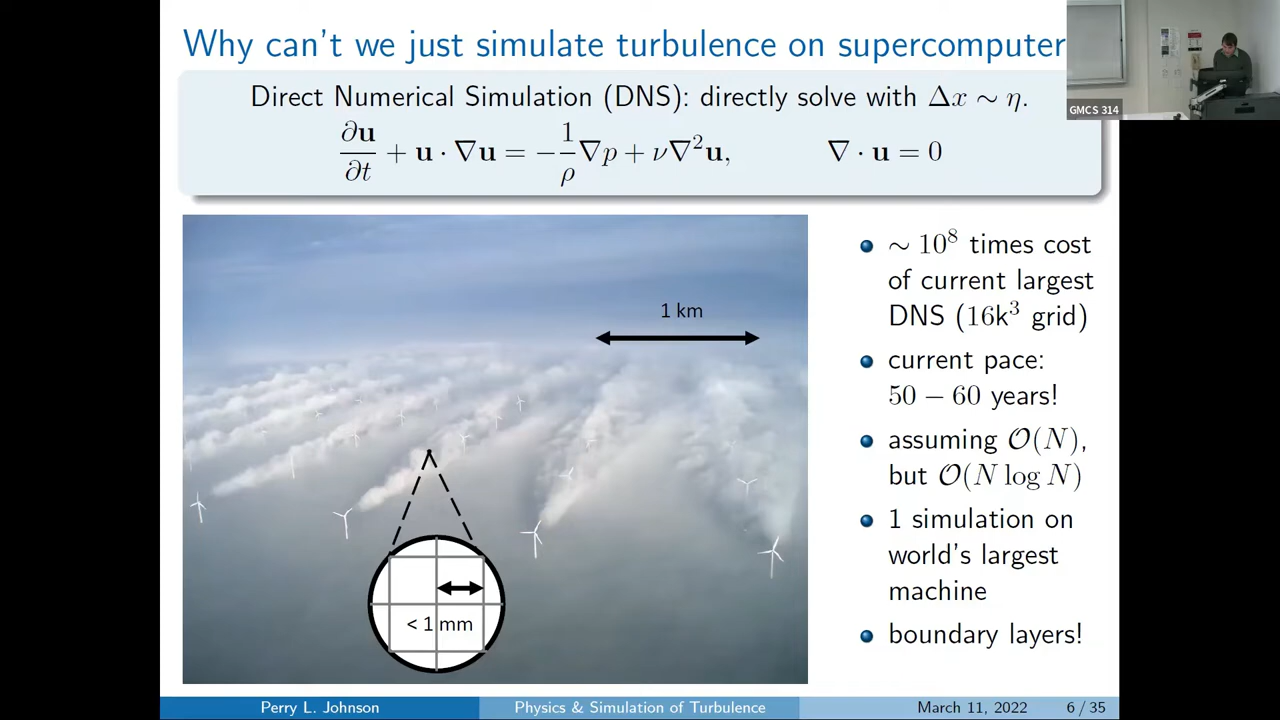 Why can't we just simulate turbulence on supercomputer
GMCS 314
Direct Numerical Simulation (DNS): directly solve with Δx ∼ η.
∂u/∂t + u · ∇u = −1/ρ ∇p + ν∇²u,  ∇ · u = 0
1 km
< 1 mm
∼ 10⁸ times cost
of current largest
DNS (16k³ grid)
current pace:
50 − 60 years!
assuming O(N),
but O(N log N)
1 simulation on
world's largest
machine
boundary layers!
Perry L. Johnson
Physics & Simulation of Turbulence
March 11, 2022
6 / 35